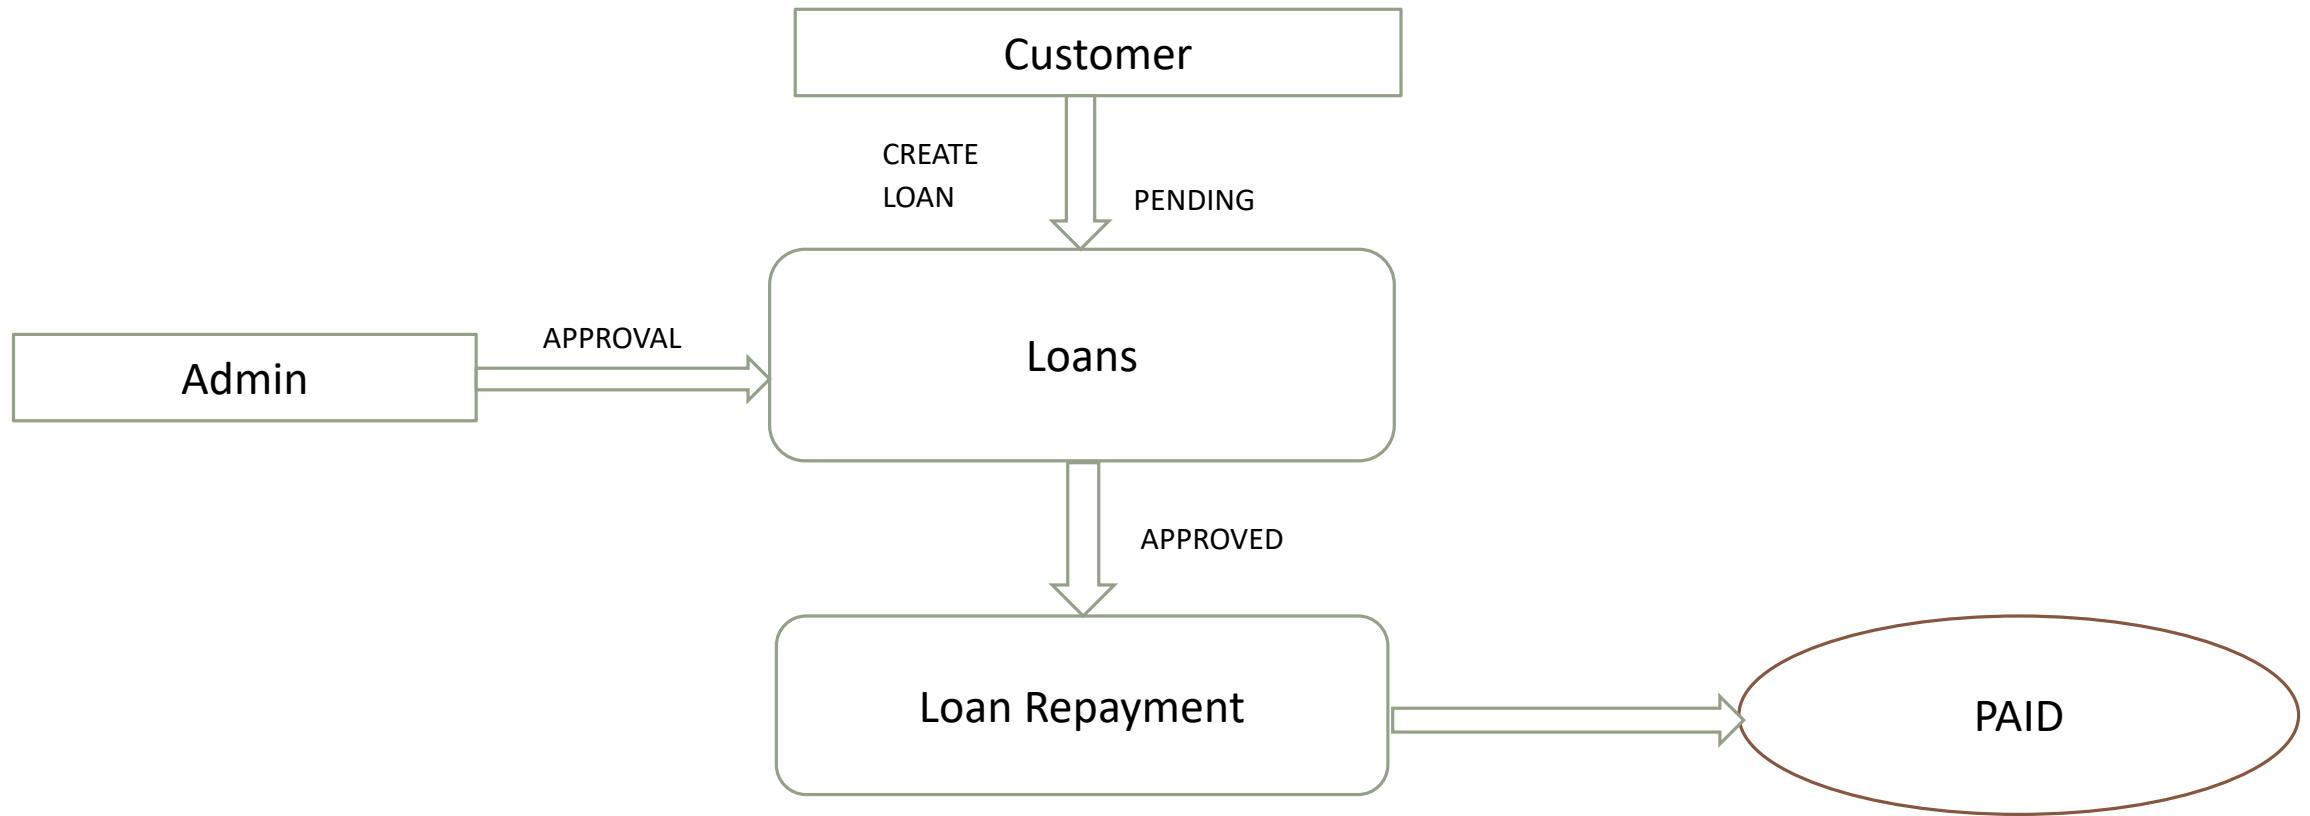 Customer
CREATE
LOAN
PENDING
APPROVAL
Loans
Admin
APPROVED
Loan Repayment
PAID